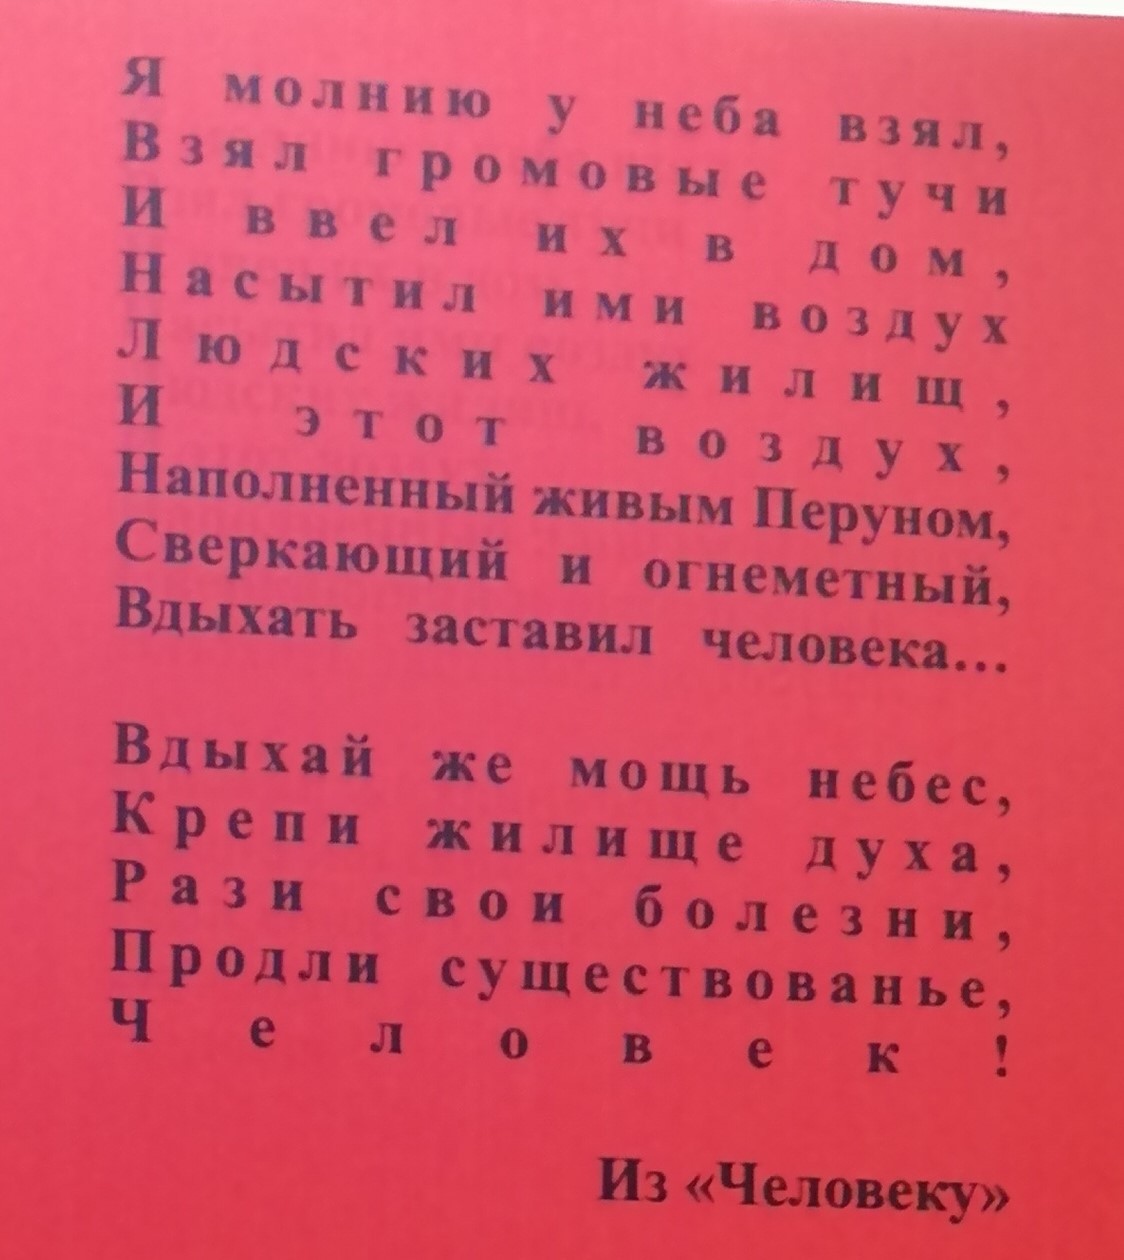 Я молнию у неба взял,
Взял громовые тучи
И ввел их в дом,
Насытил ими воздух
Людских жилищ,
И этот воздух,
Наполненный живым Перуном,
Сверкающий и огнеметный,
Вдыхать заставил человека...
Вдыхай же мощь небес,
Крепи жилище духа,
Рази свои болезни,
Продли существованье,
Человек!
Из «Человеку»